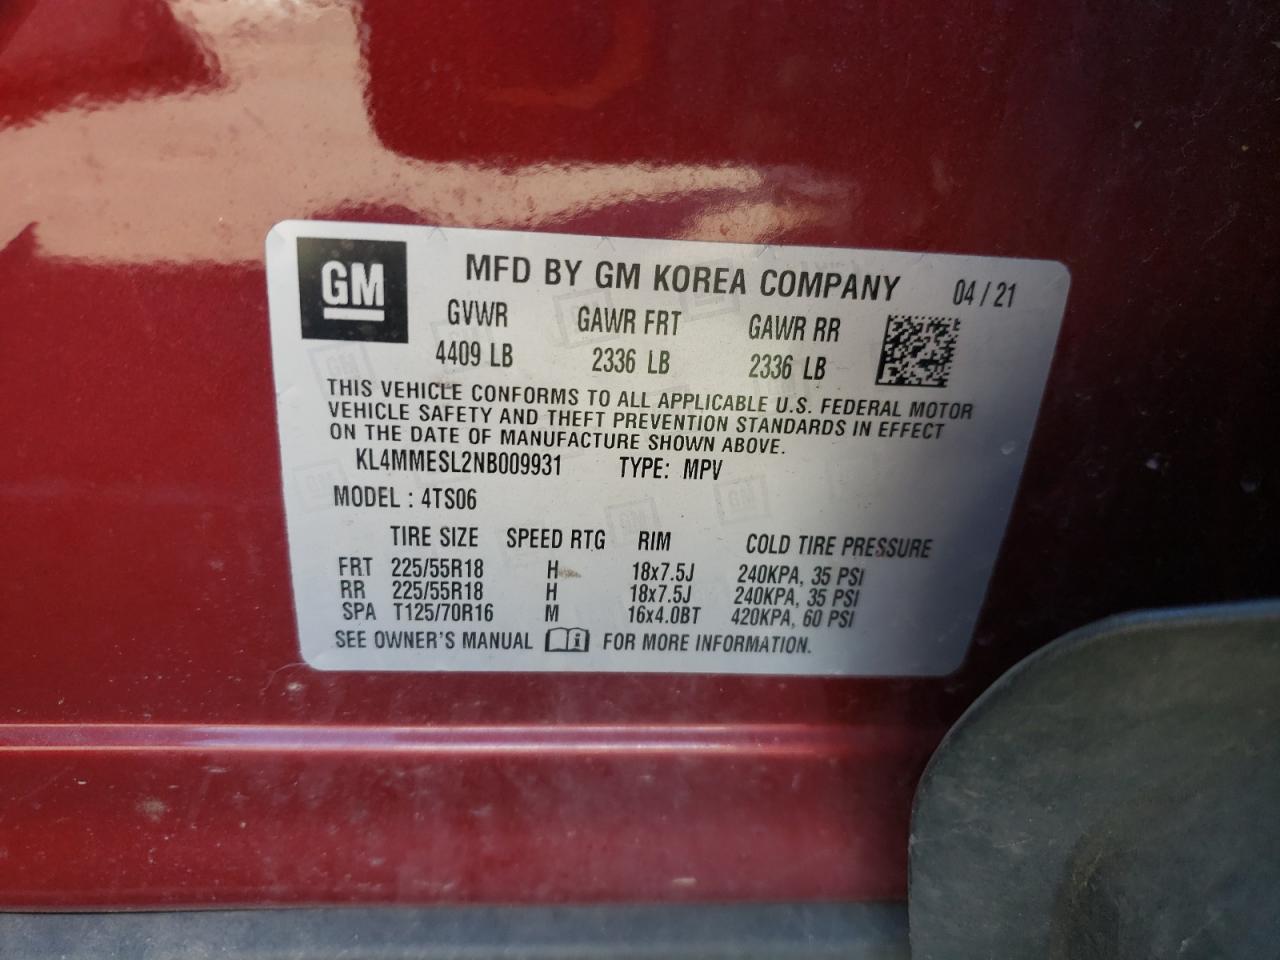 GM
MFD BY GM KOREA COMPANY 04/21
GVWR GAWR FRT GAWR RR
4409 LB 2336 LB 2336 LB
THIS VEHICLE CONFORMS TO ALL APPLICABLE U.S. FEDERAL MOTOR
VEHICLE SAFETY AND THEFT PREVENTION STANDARDS IN EFFECT
ON THE DATE OF MANUFACTURE SHOWN ABOVE.
KL4MMESL2NB009931 TYPE: MPV
MODEL : 4TS06
TIRE SIZE SPEED RTG RIM COLD TIRE PRESSURE
FRT 225/55R18 H 18x7.5J 240KPA, 35 PSI
RR 225/55R18 H 18x7.5J 240KPA, 35 PSI
SPA T125/70R16 M 16x4.0BT 420KPA, 60 PSI
SEE OWNER'S MANUAL FOR MORE INFORMATION.